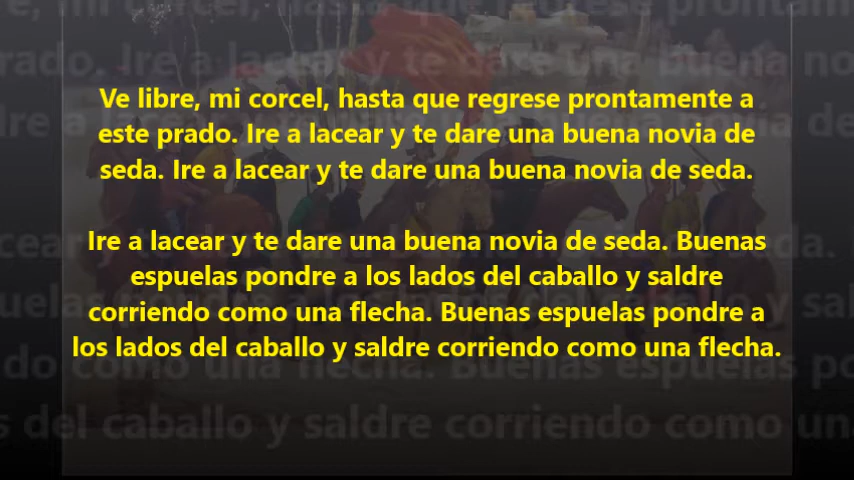 Ve libre, mi corcel, hasta que regrese prontamente a
este prado. Ire a lacear y te dare una buena novia de
seda. Ire a lacear y te dare una buena novia de seda.
Ire a lacear y te dare una buena novia de seda. Buenas
espuelas pondre a los lados del caballo y saldre
corriendo como una flecha. Buenas espuelas pondre a
los lados del caballo y saldre corriendo como una flecha.